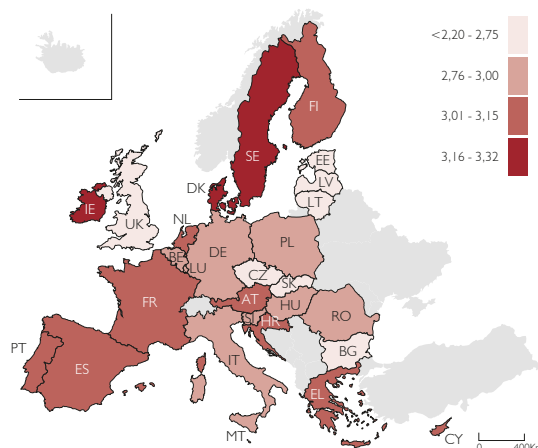 <2,20 - 2,75
2,76 - 3,00
3,01 - 3,15
3,16 - 3,32
FI
SE
EE
LV
LT
DK
IE
UK
NL
BE
LU
DE
PL
CZ
SK
FR
AT
HU
SI
HR
RO
BG
PT
ES
IT
EL
MT
CY
0